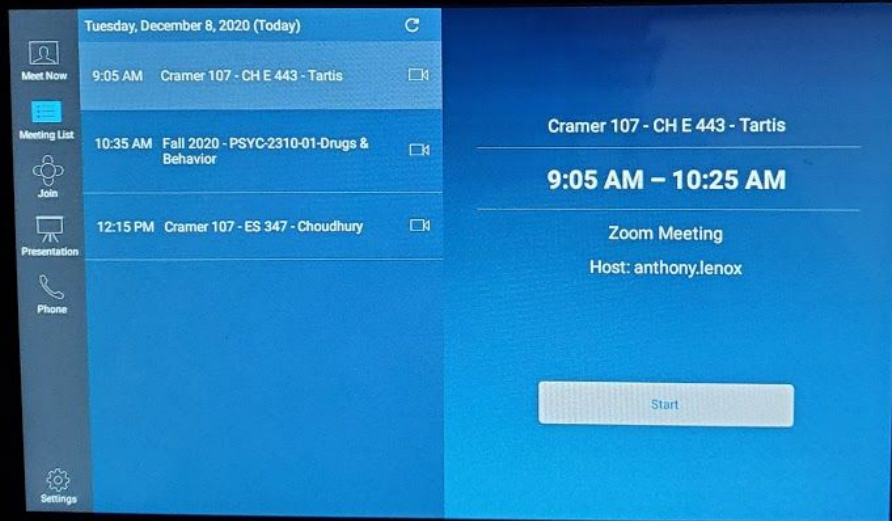 Meet Now
Meeting List
Join
Presentation
Phone
Settings
Tuesday, December 8, 2020 (Today)
9:05 AM Cramer 107 - CH E 443 - Tartis
10:35 AM Fall 2020 - PSYC-2310-01-Drugs &
Behavior
12:15 PM Cramer 107 - ES 347 - Choudhury
Cramer 107 - CH E 443 - Tartis
9:05 AM – 10:25 AM
Zoom Meeting
Host: anthony.lenox
Start